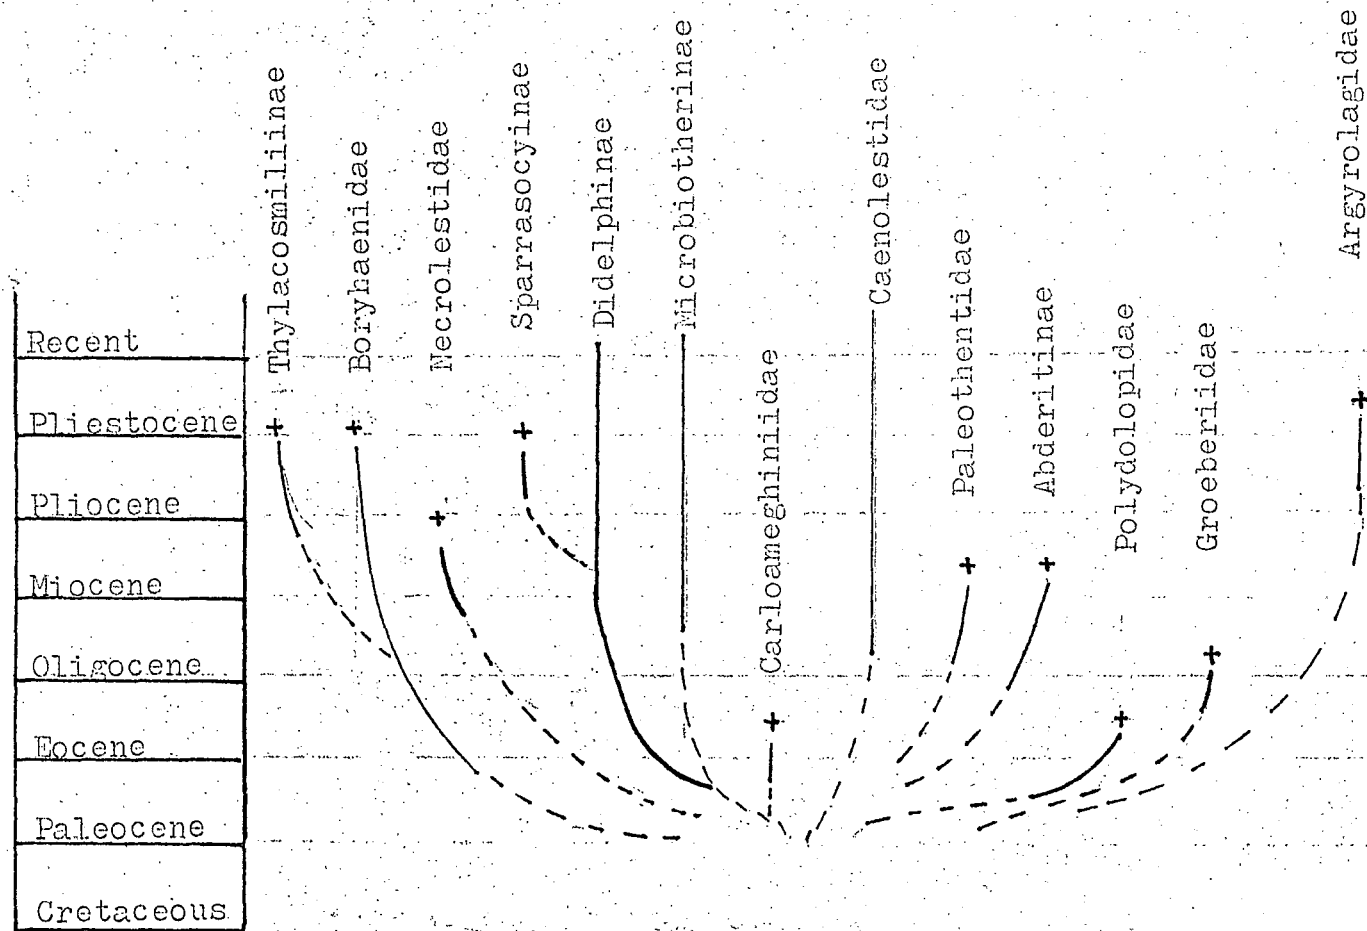 Thylacosmiliinae
Boryhaenidae
Necrolestidae
Sparrasocyinae
Didelphinae
Microbiotherinae
Carloameghiniidae
Caenolestidae
Paleothentidae
Abderitinae
Polydolopidae
Groeberiidae
Argyrolagidae
Recent
Pliestocene
Pliocene
Miocene
Oligocene
Eocene
Paleocene
Cretaceous